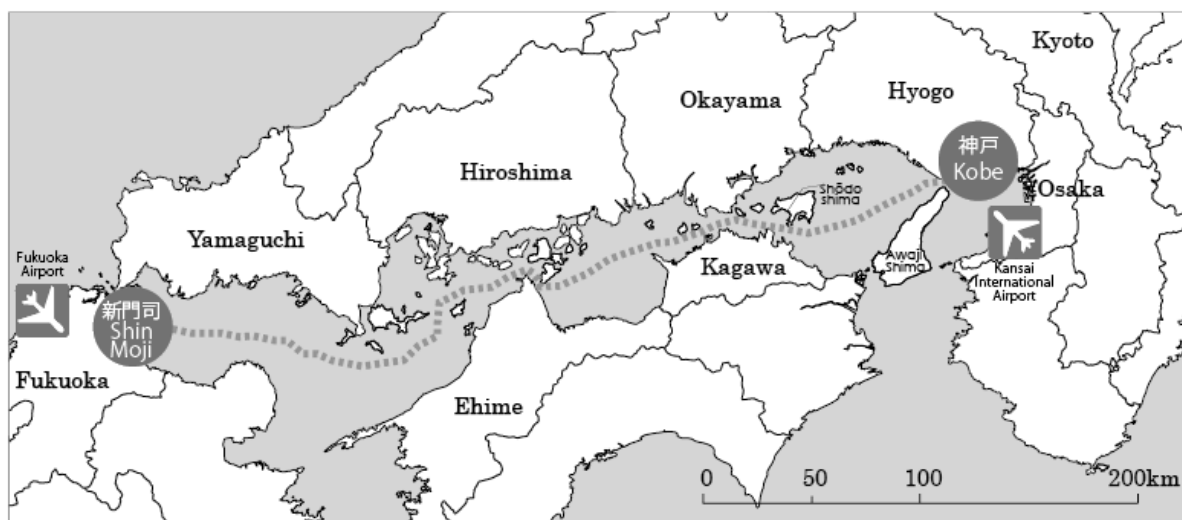 Kyoto
Hyogo
Okayama
神戸
Kobe
Hiroshima
Shōdo
shima
Osaka
Yamaguchi
Fukuoka
Airport
Awaji
Shima
Kagawa
Kansai
International
Airport
新門司
Shin
Moji
Fukuoka
Ehime
0 50 100 200km